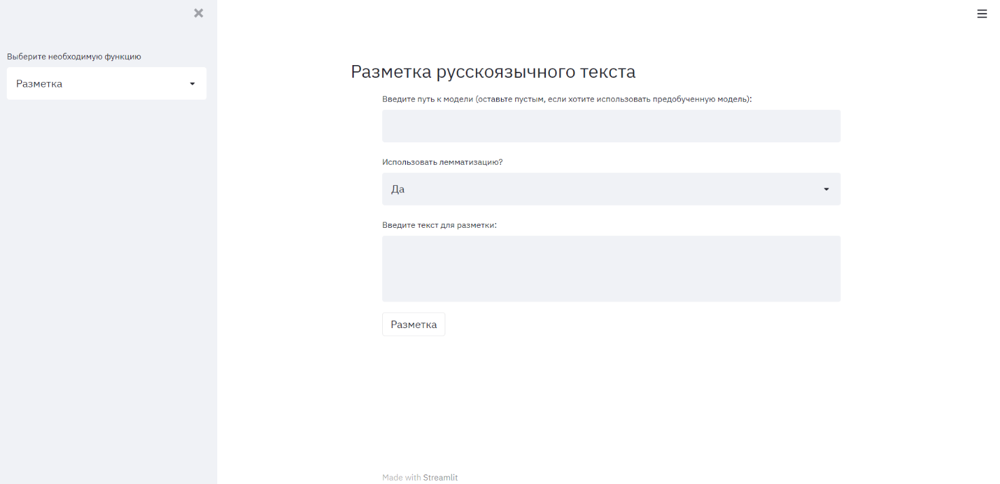 Выберите необходимую функцию
Разметка
Разметка русскоязычного текста
Введите путь к модели (оставьте пустым, если хотите использовать предобученную модель):
Использовать лемматизацию?
Да
Введите текст для разметки:
Разметка
Made with Streamlit